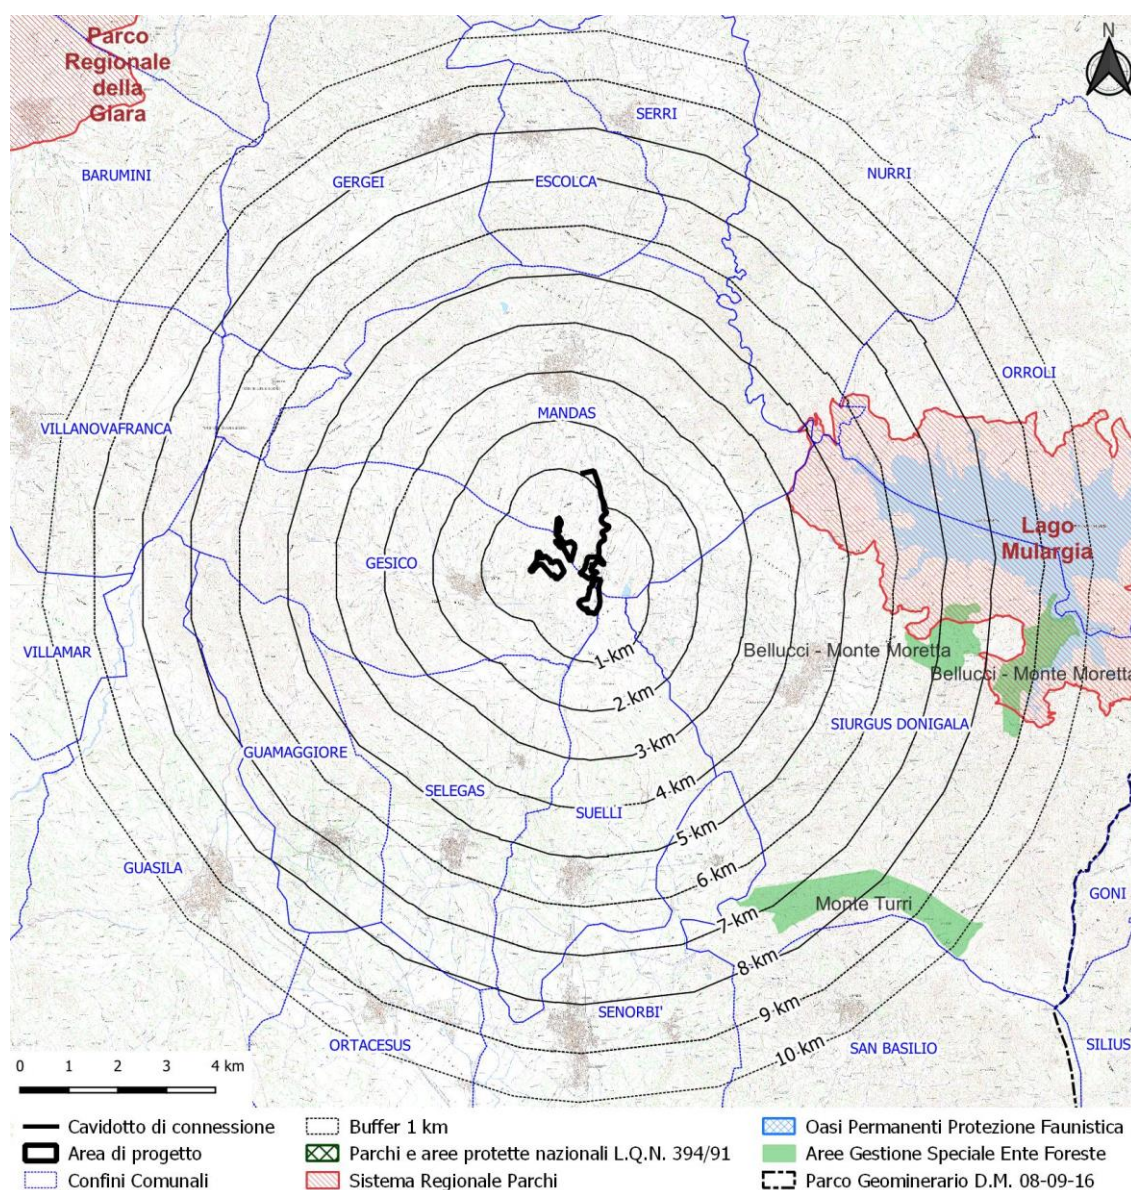 N
Parco
Regionale
della
Giara
SERRI
NURRI
BARUMINI
GERGEI
ESCOLCA
ORROLI
MANDAS
VILLANOVAFRANCA
Lago
Mulargia
GESICO
VILLAMAR
Bellucci - Monte Moretta
Bellucci - Monte Moretta
1 km
2 km
SIURGUS DONIGALA
GUAMAGGIORE
3 km
SELEGAS
4 km
SUELLI
5 km
GUASILA
6 km
GONI
Monte Turri
7 km
8 km
SENORBI'
9 km
ORTACESUS
10 km
SAN BASILIO
SILIUS
0 1 2 3 4 km
Cavidotto di connessione
Area di progetto
Confini Comunali
Buffer 1 km
Parchi e aree protette nazionali L.Q.N. 394/91
Sistema Regionale Parchi
Oasi Permanenti Protezione Faunistica
Aree Gestione Speciale Ente Foreste
Parco Geominerario D.M. 08-09-16